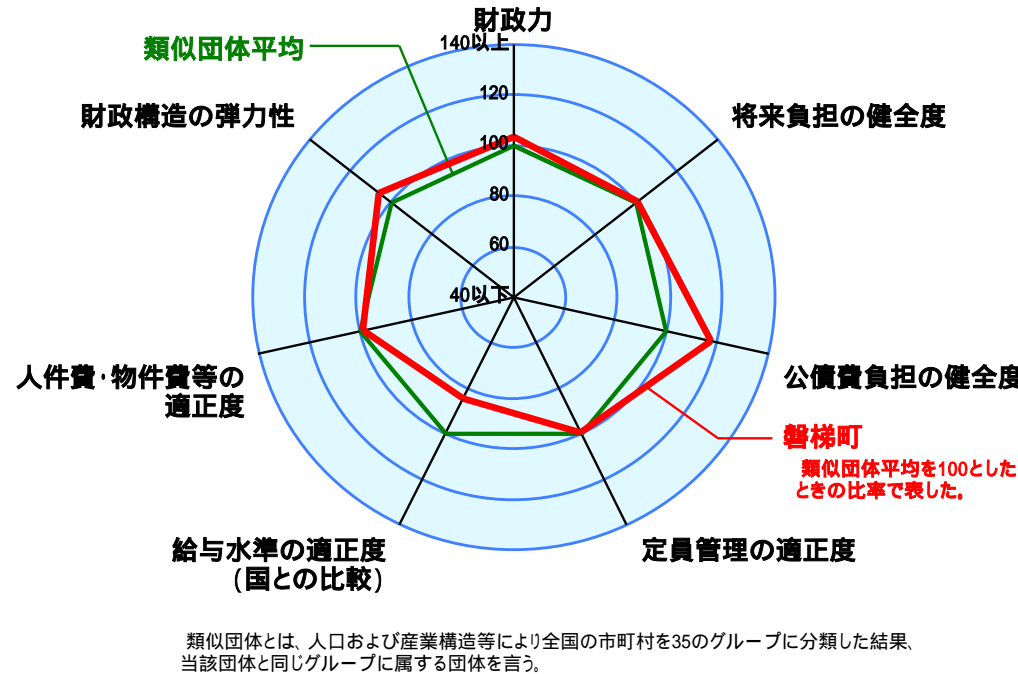 財政力
140以上
類似団体平均
120
財政構造の弾力性
将来負担の健全度
100
80
60
40以下
人件費・物件費等の
適正度
公債費負担の健全度
磐梯町
類似団体平均を100とした
ときの比率で表した。
給与水準の適正度
(国との比較)
定員管理の適正度
類似団体とは、人口および産業構造等により全国の市町村を35のグループに分類した結果、
当該団体と同じグループに属する団体を言う。